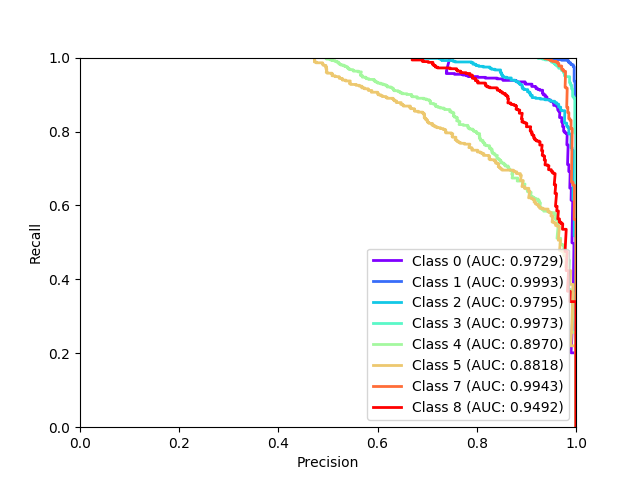 1.0
0.8
0.6
0.4
0.2
0.0
Recall
Class 0 (AUC: 0.9729)
Class 1 (AUC: 0.9993)
Class 2 (AUC: 0.9795)
Class 3 (AUC: 0.9973)
Class 4 (AUC: 0.8970)
Class 5 (AUC: 0.8818)
Class 7 (AUC: 0.9943)
Class 8 (AUC: 0.9492)
0.0 0.2 0.4 0.6 0.8 1.0
Precision